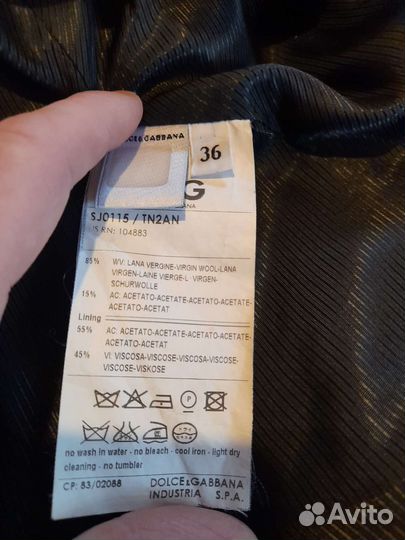 DOLCE&GABBANA
36
G
SJ0115 / TN2AN
US RN: 104883
85% WV: LANA VERGINE-VIRGIN WOOL-LANA
VIRGEN-LAINE VIERGE-L VIRGEN-
SCHURWOLLE
15% AC: ACETATO-ACETATE-ACETATO-ACETATE-
ACETATO-ACETAT
Lining
55% AC: ACETATO-ACETATE-ACETATO-ACETATE-
ACETATO-ACETAT
45% VI: VISCOSA-VISCOSE-VISCOSA-VISCOSE-
VISCOSE-VISKOSE
P
no wash in water - no bleach - cool iron - light dry
cleaning - no tumbler
CP: 83/02088
DOLCE&GABBANA
INDUSTRIA S.P.A.
Avito